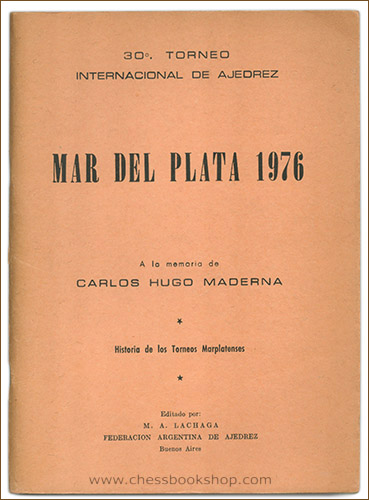 30º. TORNEO
INTERNACIONAL DE AJEDREZ
MAR DEL PLATA 1976
A la memoria de
CARLOS HUGO MADERNA
*
Historia de los Torneos Marplatenses
*
Editado por:
M. A. LACHAGA
FEDERACION ARGENTINA DE AJEDREZ
Buenos Aires
www.chessbookshop.com